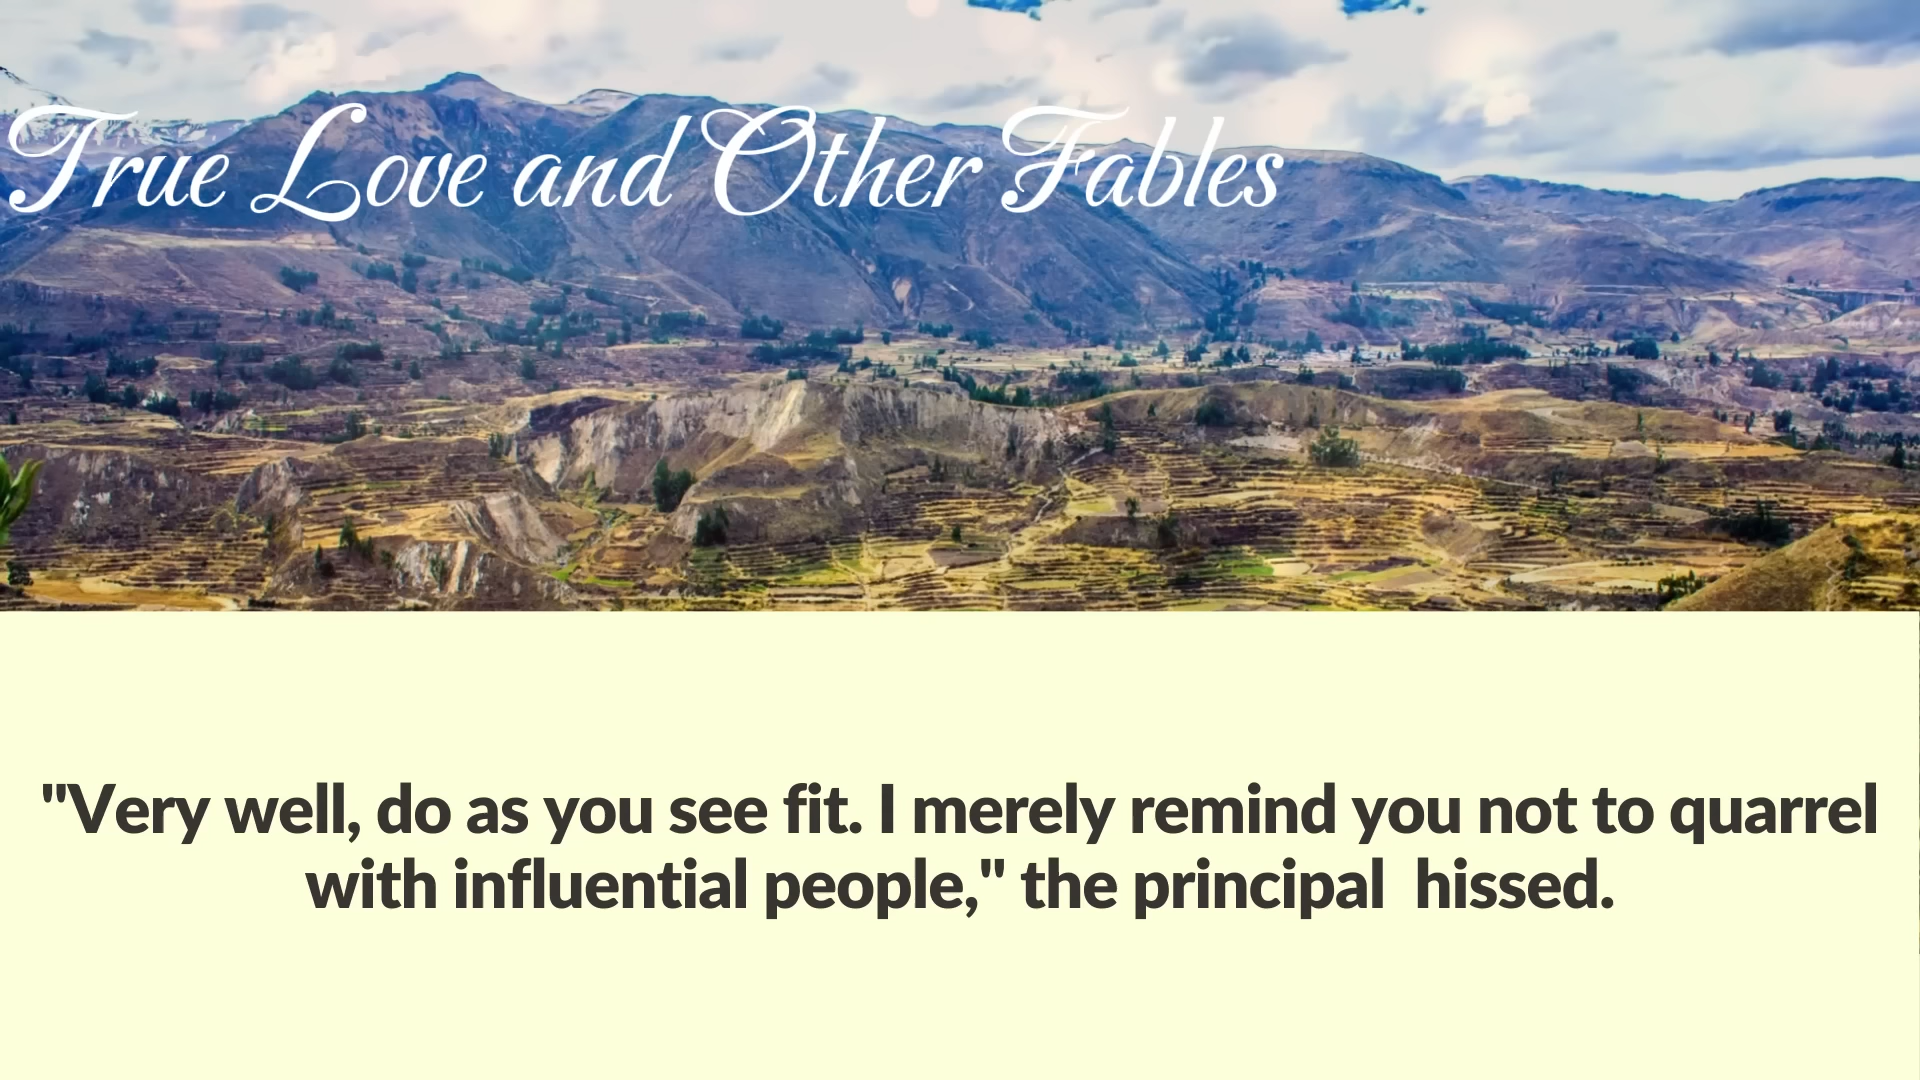 True Love and Other Fables
"Very well, do as you see fit. I merely remind you not to quarrel
with influential people," the principal  hissed.